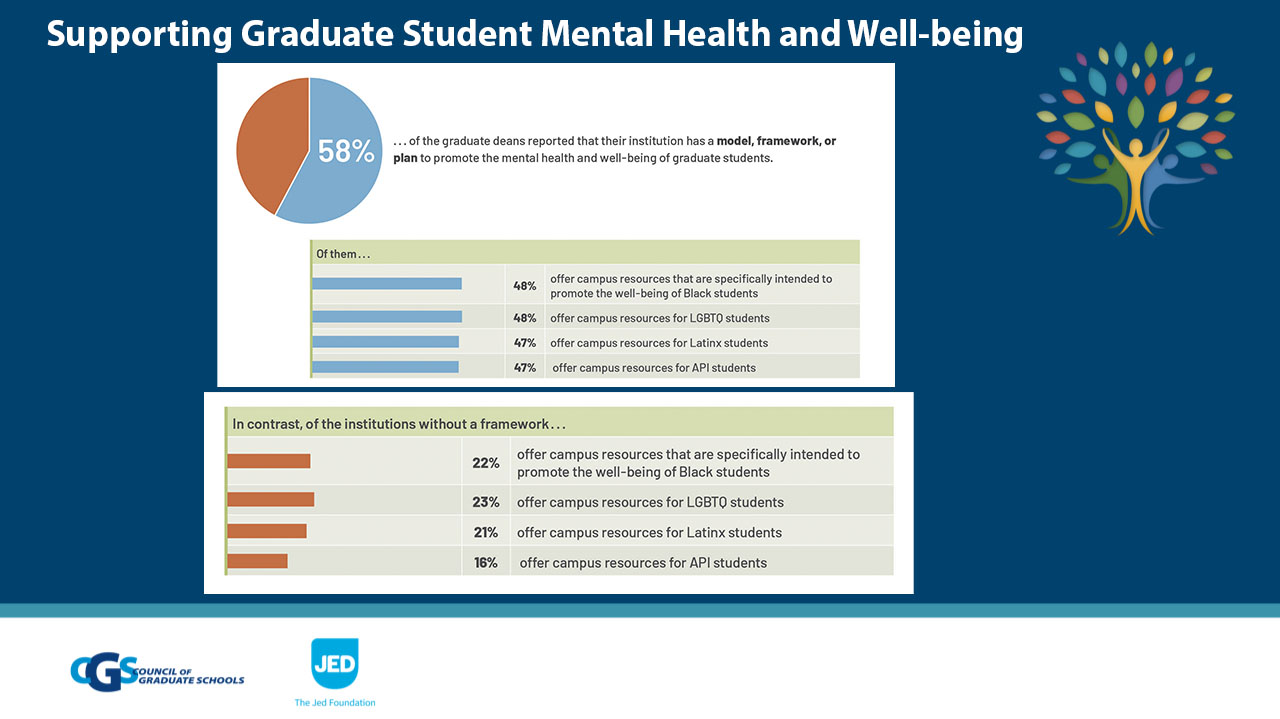 Supporting Graduate Student Mental Health and Well-being
58%
... of the graduate deans reported that their institution has a model, framework, or
plan to promote the mental health and well-being of graduate students.
Of them...
48% offer campus resources that are specifically intended to
promote the well-being of Black students
48% offer campus resources for LGBTQ students
47% offer campus resources for Latinx students
47% offer campus resources for API students
In contrast, of the institutions without a framework...
22% offer campus resources that are specifically intended to
promote the well-being of Black students
23% offer campus resources for LGBTQ students
21% offer campus resources for Latinx students
16% offer campus resources for API students
CGS COUNCIL OF
GRADUATE SCHOOLS
JED
The Jed Foundation